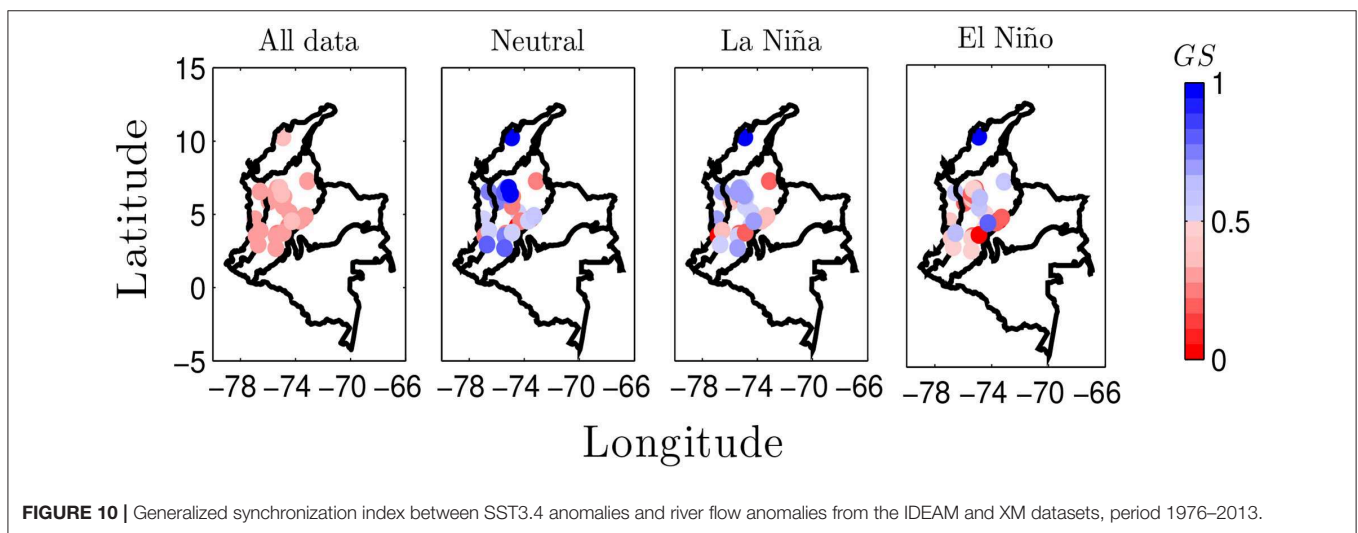 All data Neutral La Niña El Niño
GS
15
10
5
0
−5
Latitude
−78 −74 −70 −66 −78 −74 −70 −66 −78 −74 −70 −66 −78 −74 −70 −66
Longitude
1
0.5
0
FIGURE 10 | Generalized synchronization index between SST3.4 anomalies and river flow anomalies from the IDEAM and XM datasets, period 1976–2013.